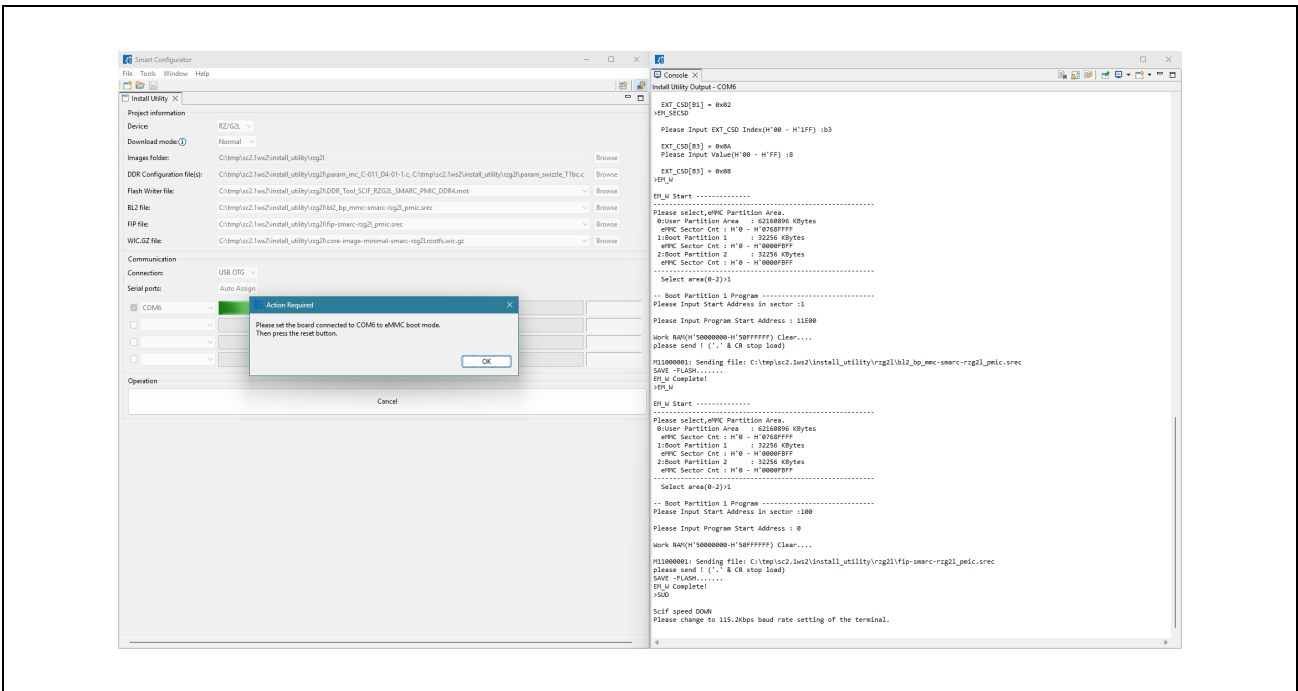 Smart Configurator
File Tools Window Help
Install Utility
Project information
Device: RZ/G2L
Download mode: Normal
Images folder: C:\tmp\sc2.1ws2\install_utility\rzg2l Browse
DDR Configuration file(s): C:\tmp\sc2.1ws2\install_utility\rzg2l\param_mc_C-011_D4-01-1.c, C:\tmp\sc2.1ws2\install_utility\rzg2l\param_swizzle_T1bc.c Browse
Flash Writer file: C:\tmp\sc2.1ws2\install_utility\rzg2l\DDR_Tool_SCIF_RZG2L_SMARC_PMIC_DDR4.mot Browse
BL2 file: C:\tmp\sc2.1ws2\install_utility\rzg2l\bl2_bp_mmc-smarc-rzg2l_pmic.srec Browse
FIP file: C:\tmp\sc2.1ws2\install_utility\rzg2l\fip-smarc-rzg2l_pmic.srec Browse
WIC.GZ file: C:\tmp\sc2.1ws2\install_utility\rzg2l\core-image-minimal-smarc-rzg2l.rootfs.wic.gz Browse
Communication
Connection: USB OTG
Serial ports: Auto Assign
COM6
Action Required
Please set the board connected to COM6 to eMMC boot mode.
Then press the reset button.
OK
Operation
Cancel
Console
Install Utility Output - COM6
EXT_CSD[B1] = 0x02
>EM_SECSD
Please Input EXT_CSD Index(H'00 - H'1FF) :b3
EXT_CSD[B3] = 0x0A
Please Input Value(H'00 - H'FF) :8
EXT_CSD[B3] = 0x08
>EM_W
EM_W Start --------------
---------------------------------------------------------
Please select,eMMC Partition Area.
0:User Partition Area : 62160896 KBytes
eMMC Sector Cnt : H'0 - H'0768FFFF
1:Boot Partition 1 : 32256 KBytes
eMMC Sector Cnt : H'0 - H'0000FBFF
2:Boot Partition 2 : 32256 KBytes
eMMC Sector Cnt : H'0 - H'0000FBFF
---------------------------------------------------------
Select area(0-2)>1
-- Boot Partition 1 Program -----------------------------
Please Input Start Address in sector :1
Please Input Program Start Address : 11E00
Work RAM(H'50000000-H'50FFFFFF) Clear....
please send ! ('.' & CR stop load)
M11000001: Sending file: C:\tmp\sc2.1ws2\install_utility\rzg2l\bl2_bp_mmc-smarc-rzg2l_pmic.srec
SAVE -FLASH.......
EM_W Complete!
>EM_W
EM_W Start --------------
---------------------------------------------------------
Please select,eMMC Partition Area.
0:User Partition Area : 62160896 KBytes
eMMC Sector Cnt : H'0 - H'0768FFFF
1:Boot Partition 1 : 32256 KBytes
eMMC Sector Cnt : H'0 - H'0000FBFF
2:Boot Partition 2 : 32256 KBytes
eMMC Sector Cnt : H'0 - H'0000FBFF
---------------------------------------------------------
Select area(0-2)>1
-- Boot Partition 1 Program -----------------------------
Please Input Start Address in sector :100
Please Input Program Start Address : 0
Work RAM(H'50000000-H'50FFFFFF) Clear....
M11000001: Sending file: C:\tmp\sc2.1ws2\install_utility\rzg2l\fip-smarc-rzg2l_pmic.srec
please send ! ('.' & CR stop load)
SAVE -FLASH.......
EM_W Complete!
>SUD
Scif speed DOWN
Please change to 115.2Kbps baud rate setting of the terminal.